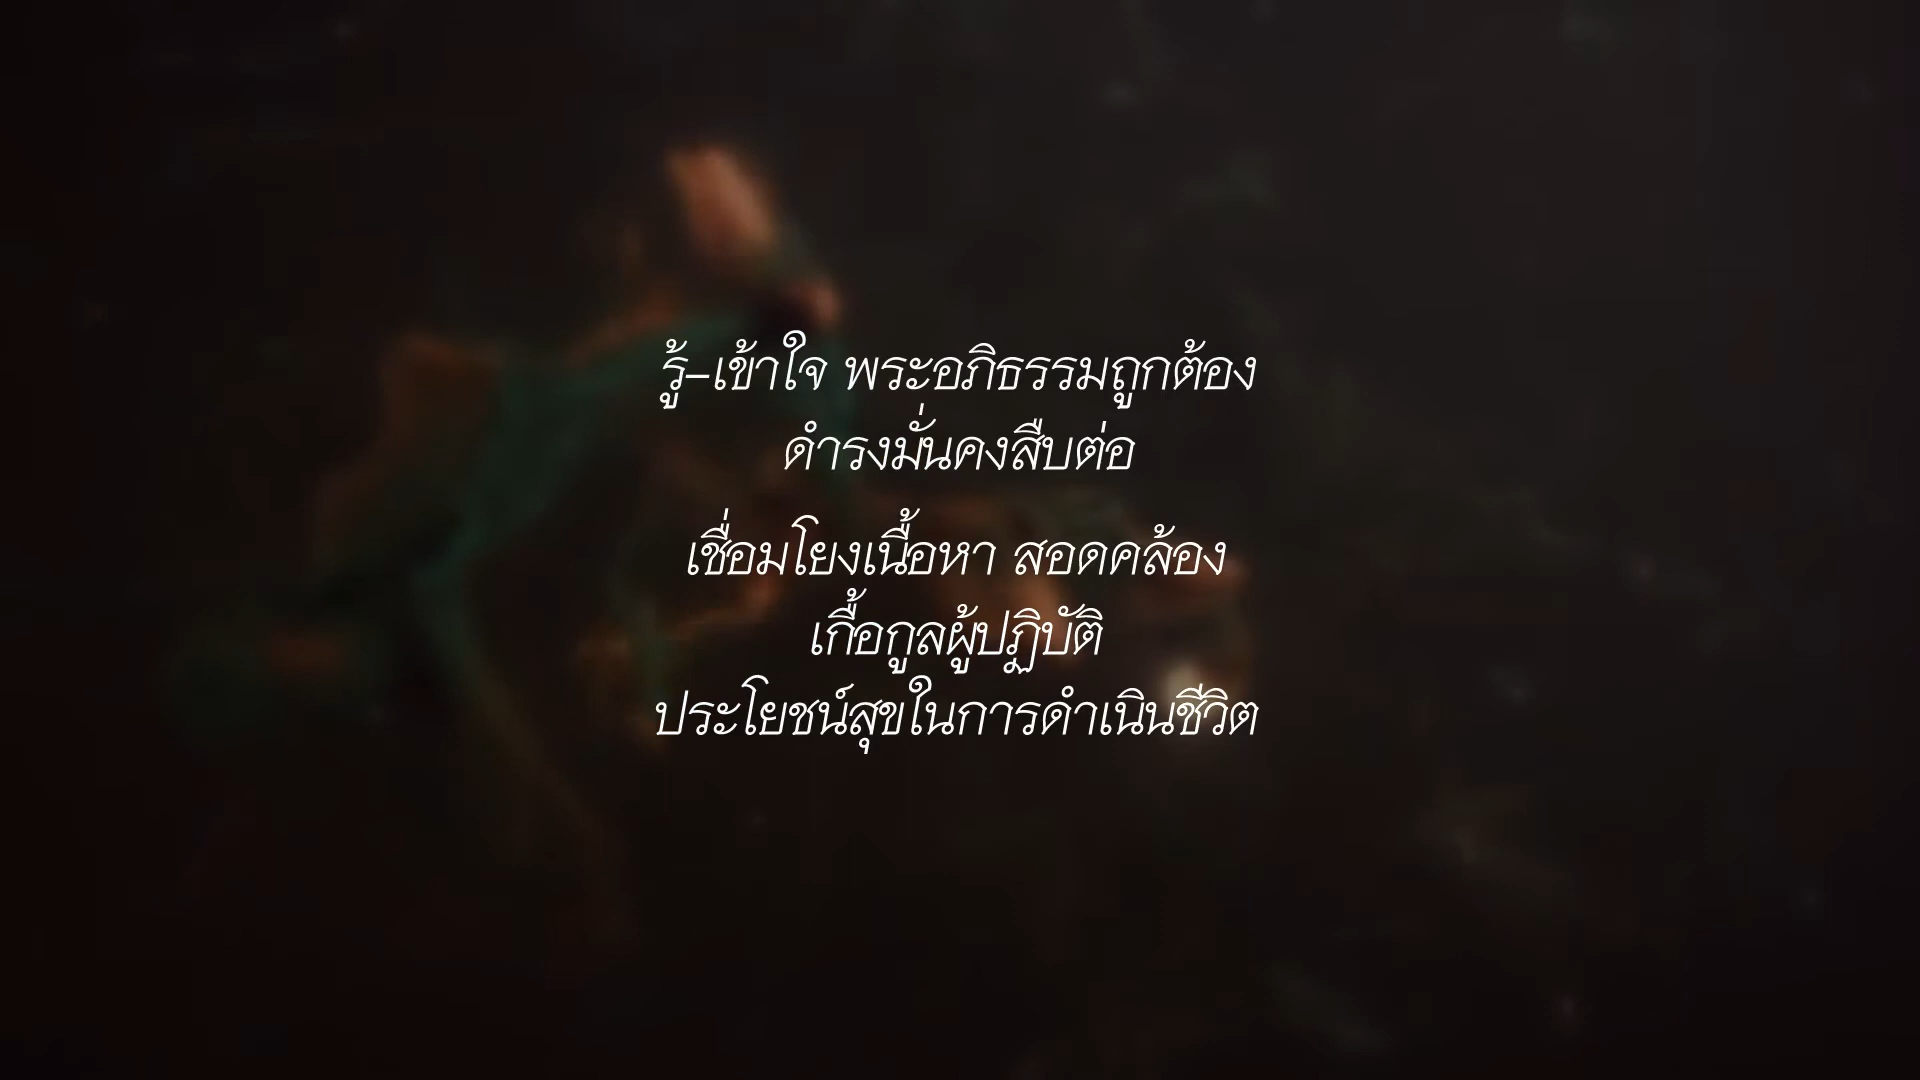 รู้–เข้าใจ พระอภิธรรมถูกต้อง
ดำรงมั่นคงสืบต่อ
เชื่อมโยงเนื้อหา สอดคล้อง
เกื้อกูลผู้ปฏิบัติ
ประโยชน์สุขในการดำเนินชีวิต